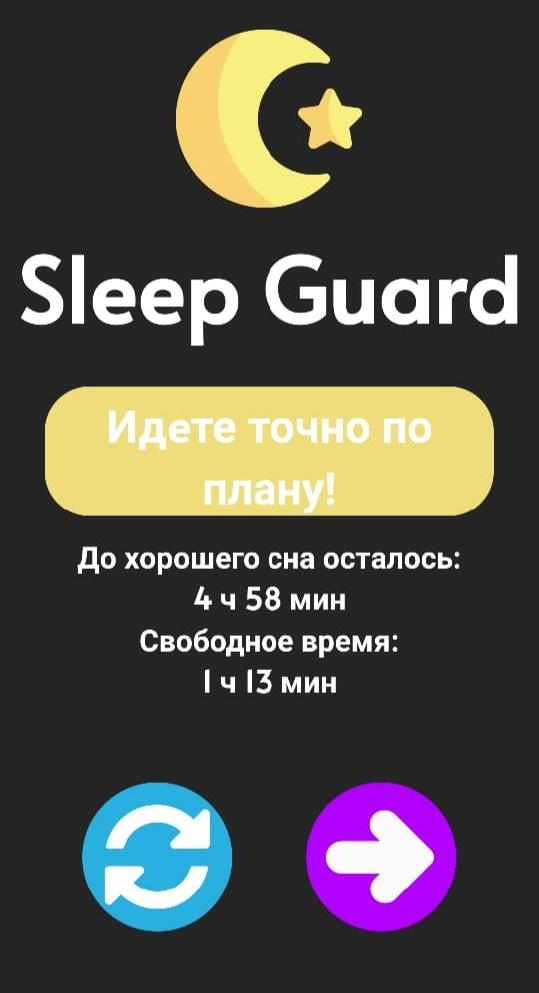 Sleep Guard
Идете точно по
плану!
До хорошего сна осталось:
4 ч 58 мин
Свободное время:
1 ч 13 мин